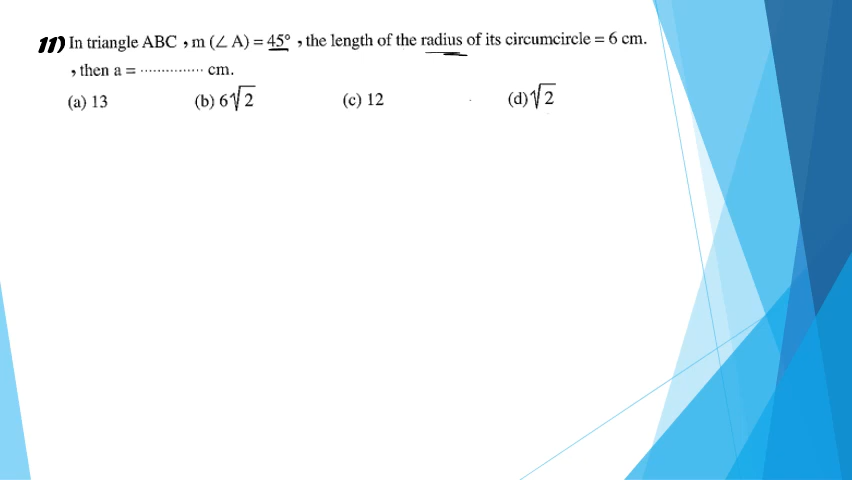 11) In triangle ABC , m (∠ A) = 45° , the length of the radius of its circumcircle = 6 cm.
, then a = ··············· cm.
(a) 13 (b) 6√2 (c) 12 (d) √2